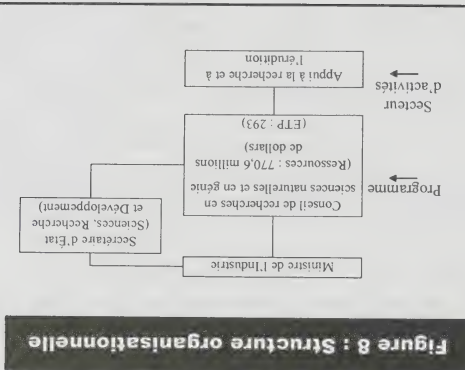 Figure 8 : Structure organisationnelle
Ministre de l'Industrie
Secrétaire d'État
(Sciences, Recherche
et Développement)
Programme
Conseil de recherches en
sciences naturelles et en génie
(Ressources : 770,6 millions
de dollars)
(ETP : 293)
Secteur
d'activités
Appui à la recherche et à
l'érudition